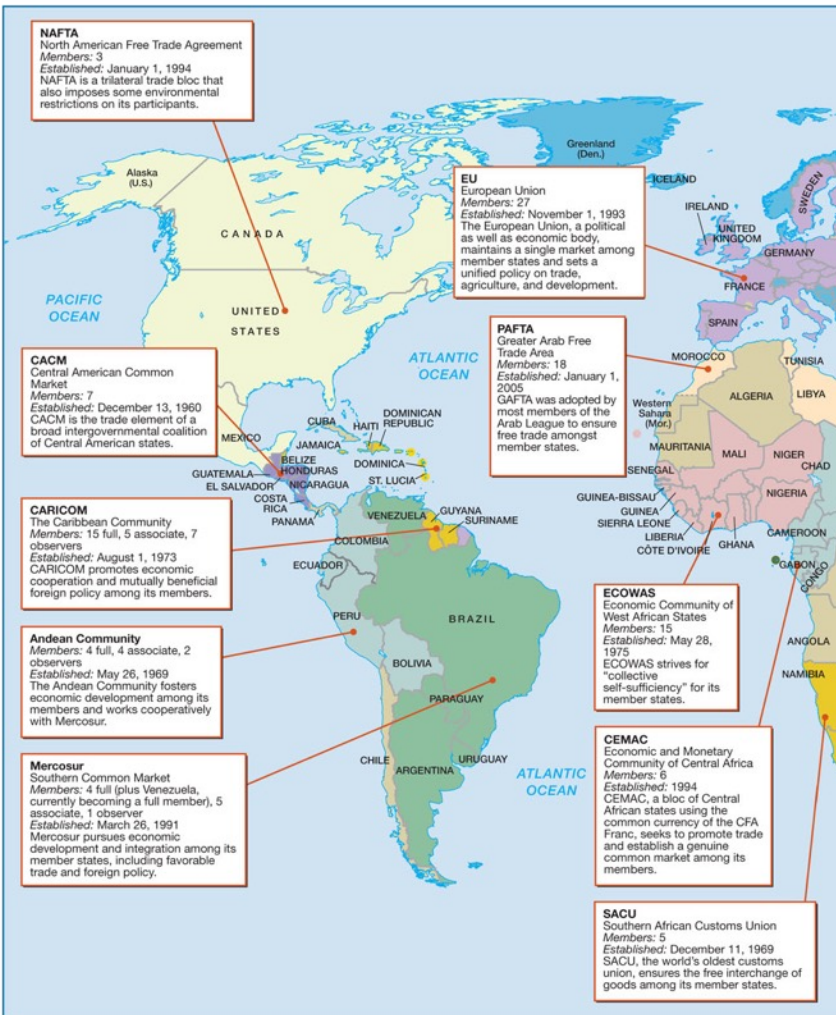 NAFTA
North American Free Trade Agreement
Members: 3
Established: January 1, 1994
NAFTA is a trilateral trade bloc that
also imposes some environmental
restrictions on its participants.
Greenland
(Den.)
Alaska
(U.S.)
ICELAND
SWEDEN
EU
European Union
Members: 27
Established: November 1, 1993
The European Union, a political
as well as economic body,
maintains a single market among
member states and sets a
unified policy on trade,
agriculture, and development.
IRELAND
UNITED
KINGDOM
GERMANY
FRANCE
SPAIN
CANADA
PACIFIC
OCEAN
UNITED
STATES
ATLANTIC
OCEAN
PAFTA
Greater Arab Free
Trade Area
Members: 18
Established: January 1,
2005
GAFTA was adopted by
most members of the
Arab League to ensure
free trade amongst
member states.
MOROCCO
TUNISIA
ALGERIA
LIBYA
Western
Sahara
(Mor.)
MAURITANIA
MALI
NIGER
CHAD
SENEGAL
NIGERIA
GUINEA-BISSAU
GUINEA
SIERRA LEONE
LIBERIA
CÔTE D'IVOIRE
GHANA
CAMEROON
GABON
CONGO
ANGOLA
NAMIBIA
CACM
Central American Common
Market
Members: 7
Established: December 13, 1960
CACM is the trade element of a
broad intergovernmental coalition
of Central American states.
MEXICO
CUBA
HAITI
DOMINICAN
REPUBLIC
JAMAICA
BELIZE
HONDURAS
GUATEMALA
EL SALVADOR
NICARAGUA
COSTA
RICA
PANAMA
DOMINICA
ST. LUCIA
CARICOM
The Caribbean Community
Members: 15 full, 5 associate, 7
observers
Established: August 1, 1973
CARICOM promotes economic
cooperation and mutually beneficial
foreign policy among its members.
VENEZUELA
GUYANA
SURINAME
COLOMBIA
ECUADOR
PERU
BRAZIL
BOLIVIA
PARAGUAY
CHILE
ARGENTINA
URUGUAY
ATLANTIC
OCEAN
Andean Community
Members: 4 full, 4 associate, 2
observers
Established: May 26, 1969
The Andean Community fosters
economic development among its
members and works cooperatively
with Mercosur.
Mercosur
Southern Common Market
Members: 4 full (plus Venezuela,
currently becoming a full member), 5
associate, 1 observer
Established: March 26, 1991
Mercosur pursues economic
development and integration among its
member states, including favorable
trade and foreign policy.
ECOWAS
Economic Community of
West African States
Members: 15
Established: May 28,
1975
ECOWAS strives for
"collective
self-sufficiency" for its
member states.
CEMAC
Economic and Monetary
Community of Central Africa
Members: 6
Established: 1994
CEMAC, a bloc of Central
African states using the
common currency of the CFA
Franc, seeks to promote trade
and establish a genuine
common market among its
members.
SACU
Southern African Customs Union
Members: 5
Established: December 11, 1969
SACU, the world's oldest customs
union, ensures the free interchange of
goods among its member states.